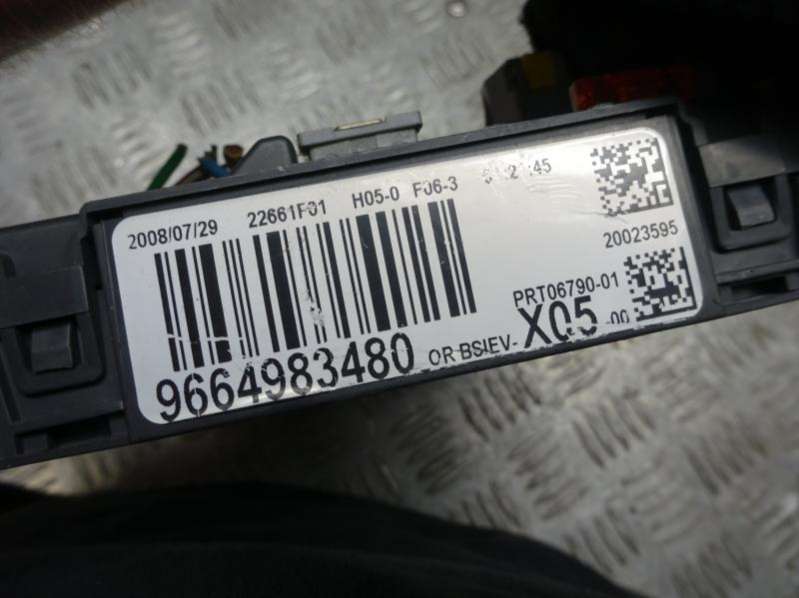 2008/07/29 22661F01 H05-0 F06-3
20023595
PRT06790-01
9664983480 OR-BSIEV- X05 -00